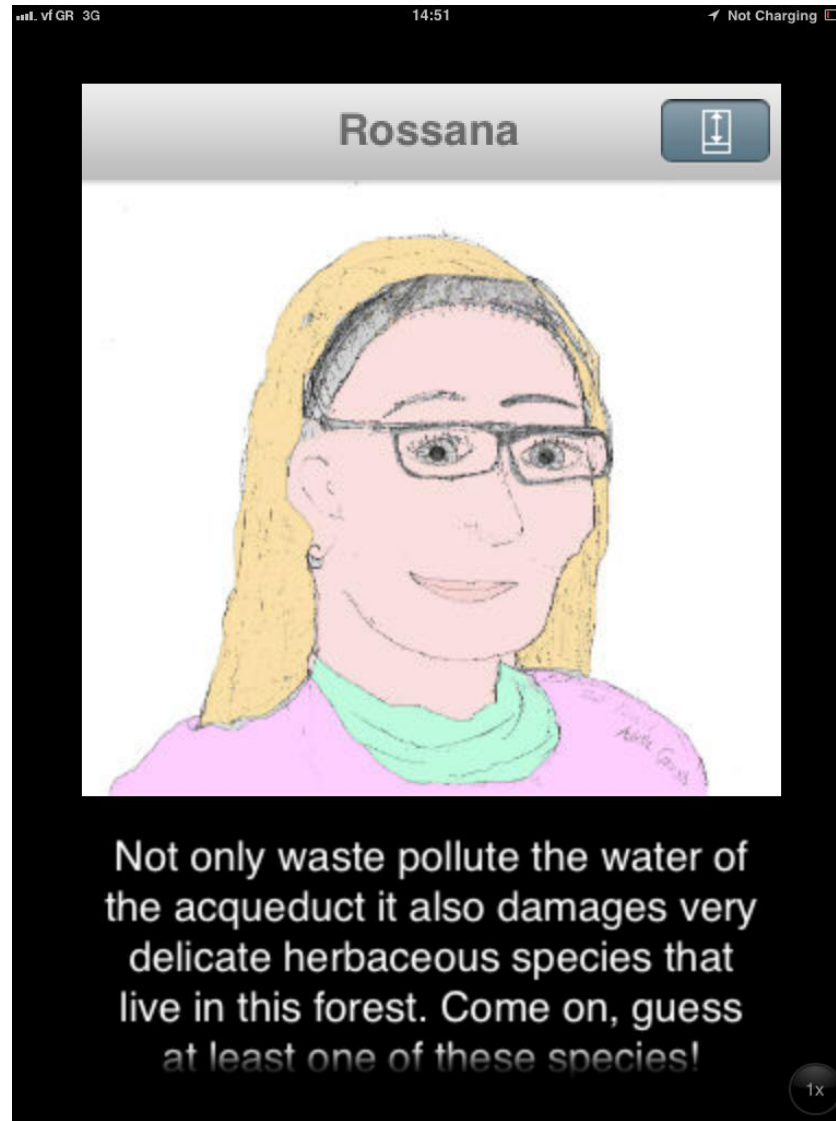 vf GR 3G 14:51 Not Charging
Rossana
Not only waste pollute the water of
the acqueduct it also damages very
delicate herbaceous species that
live in this forest. Come on, guess
at least one of these species!
1x